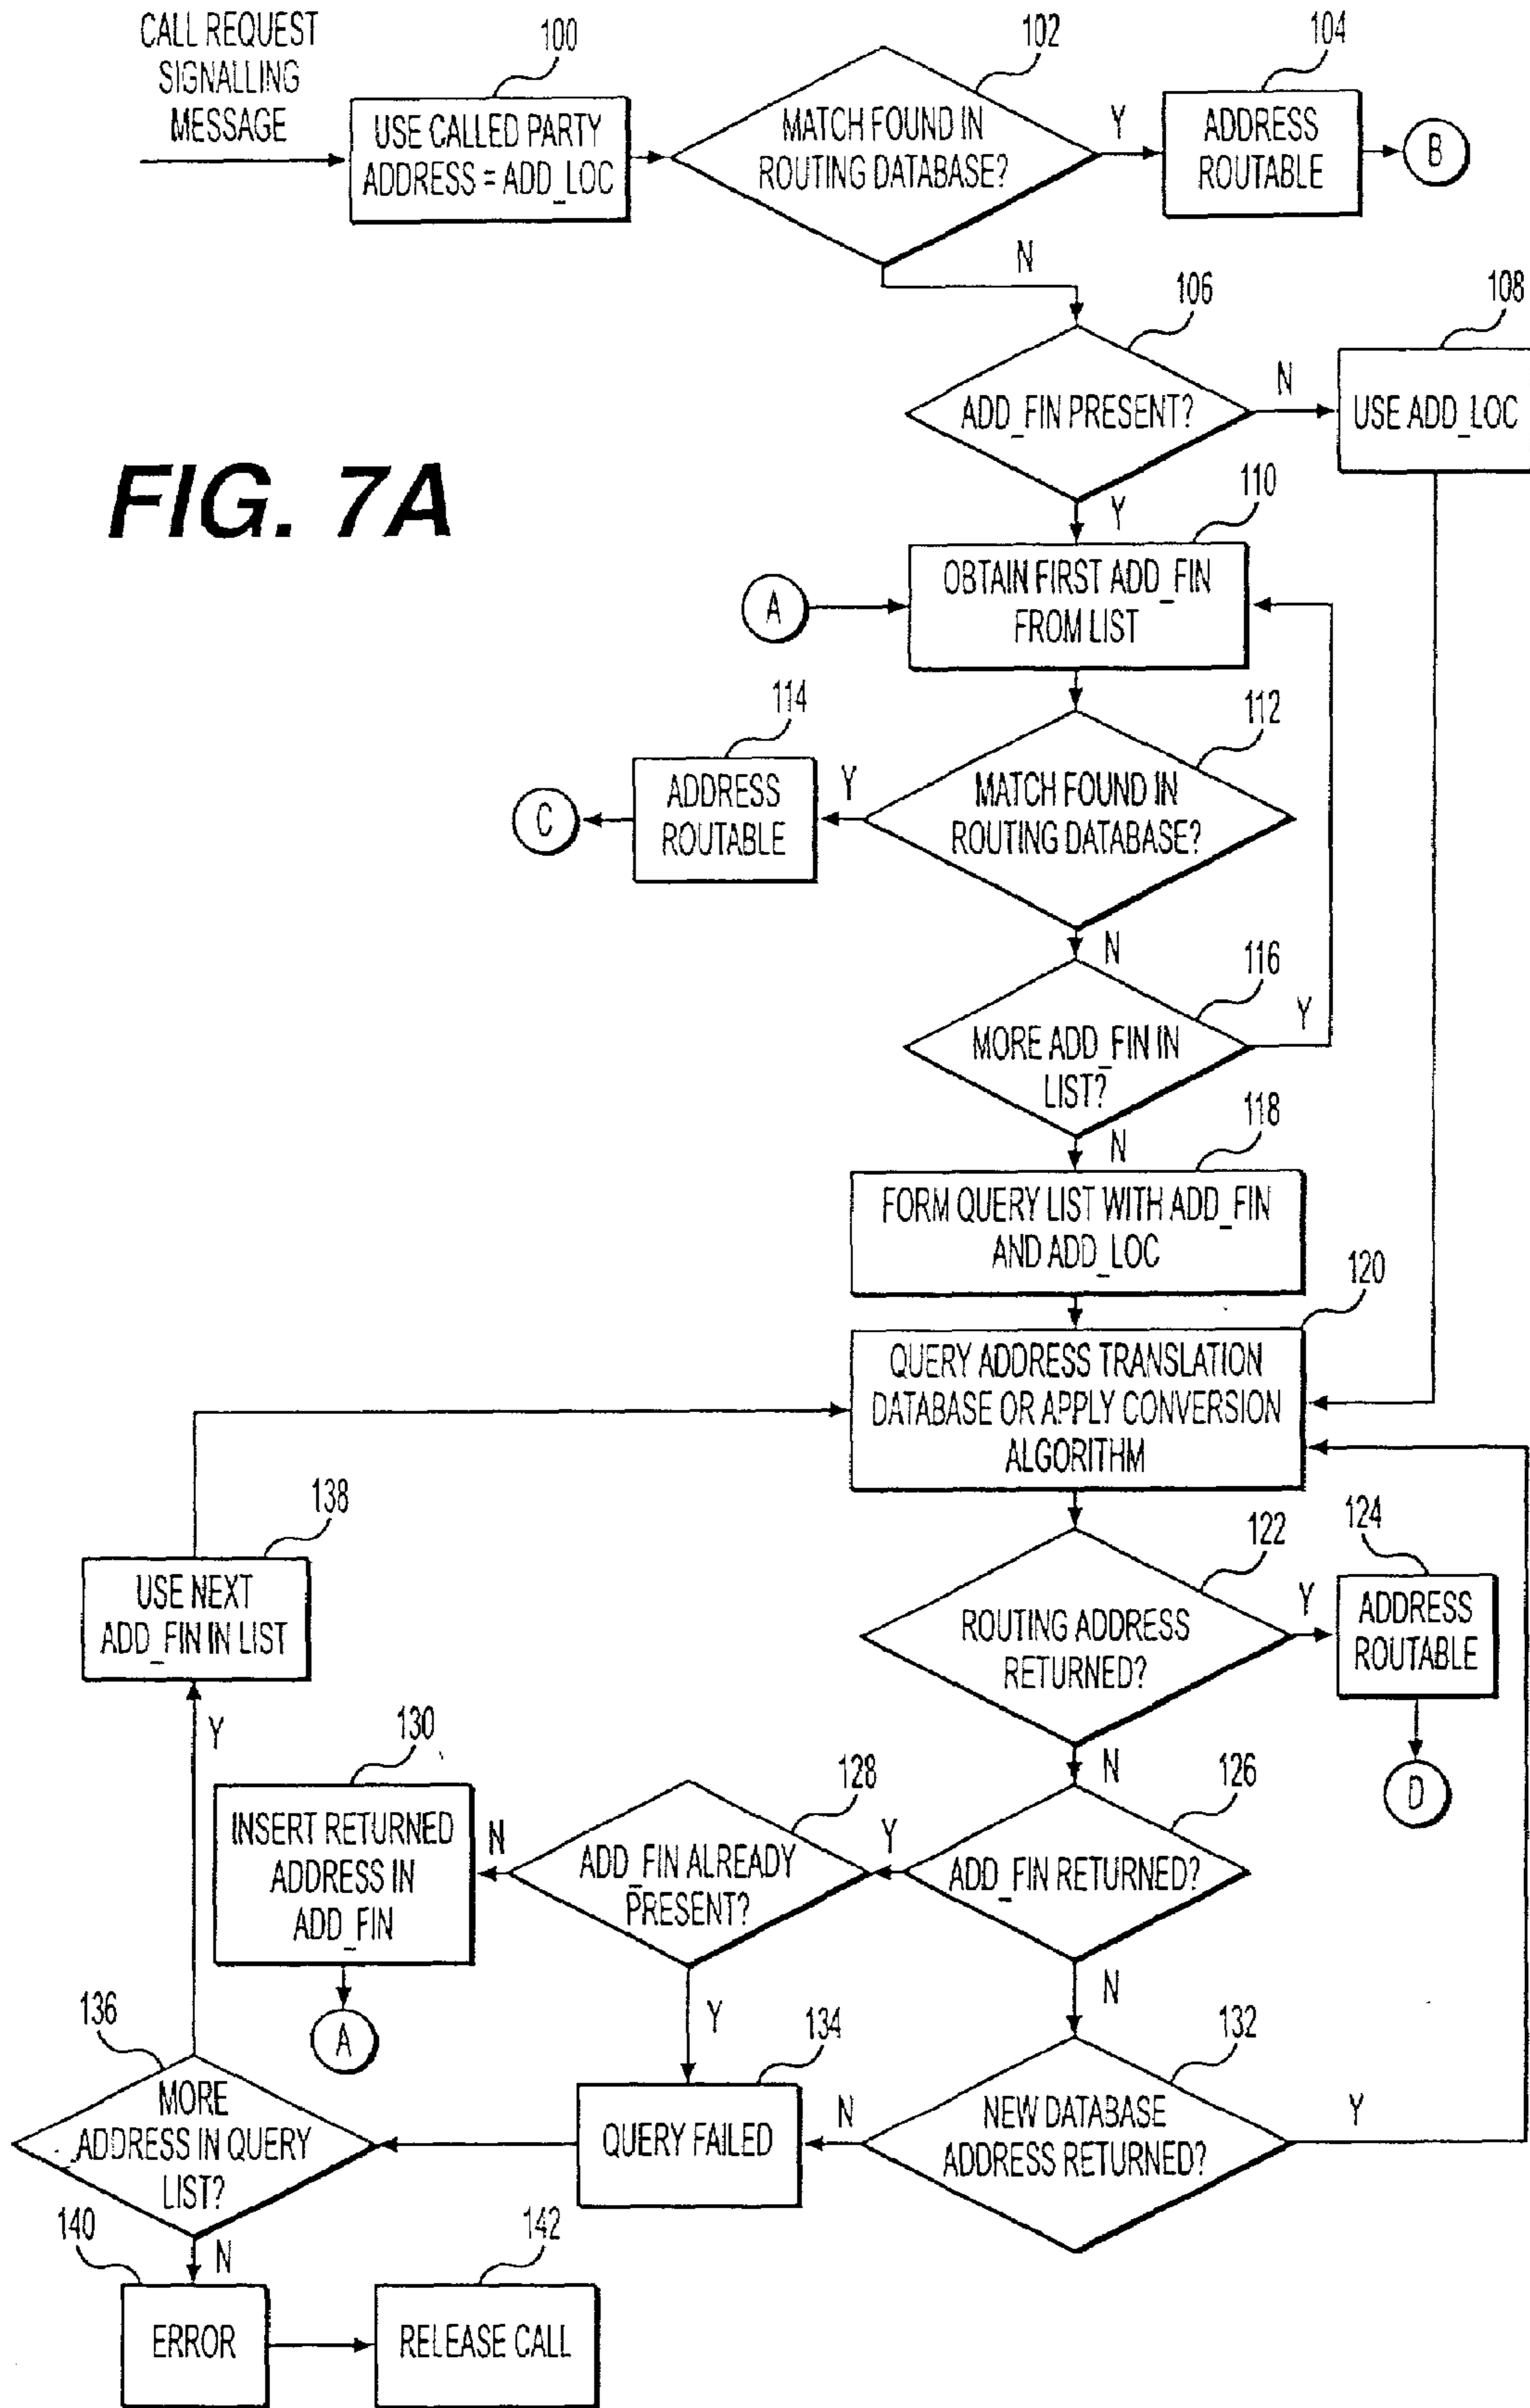 CALL REQUEST
SIGNALLING
MESSAGE
100
USE CALLED PARTY
ADDRESS = ADD_LOC
102
MATCH FOUND IN
ROUTING DATABASE?
Y
N
104
ADDRESS
ROUTABLE
B
106
ADD_FIN PRESENT?
N
Y
108
USE ADD_LOC
FIG. 7A
110
OBTAIN FIRST ADD_FIN
FROM LIST
A
112
MATCH FOUND IN
ROUTING DATABASE?
Y
N
114
ADDRESS
ROUTABLE
C
116
MORE ADD_FIN IN
LIST?
Y
N
118
FORM QUERY LIST WITH ADD_FIN
AND ADD_LOC
120
QUERY ADDRESS TRANSLATION
DATABASE OR APPLY CONVERSION
ALGORITHM
138
USE NEXT
ADD_FIN IN LIST
122
ROUTING ADDRESS
RETURNED?
Y
N
124
ADDRESS
ROUTABLE
D
126
ADD_FIN RETURNED?
Y
N
128
ADD_FIN ALREADY
PRESENT?
N
Y
130
INSERT RETURNED
ADDRESS IN
ADD_FIN
A
132
NEW DATABASE
ADDRESS RETURNED?
Y
N
134
QUERY FAILED
136
MORE
ADDRESS IN QUERY
LIST?
Y
N
140
ERROR
142
RELEASE CALL